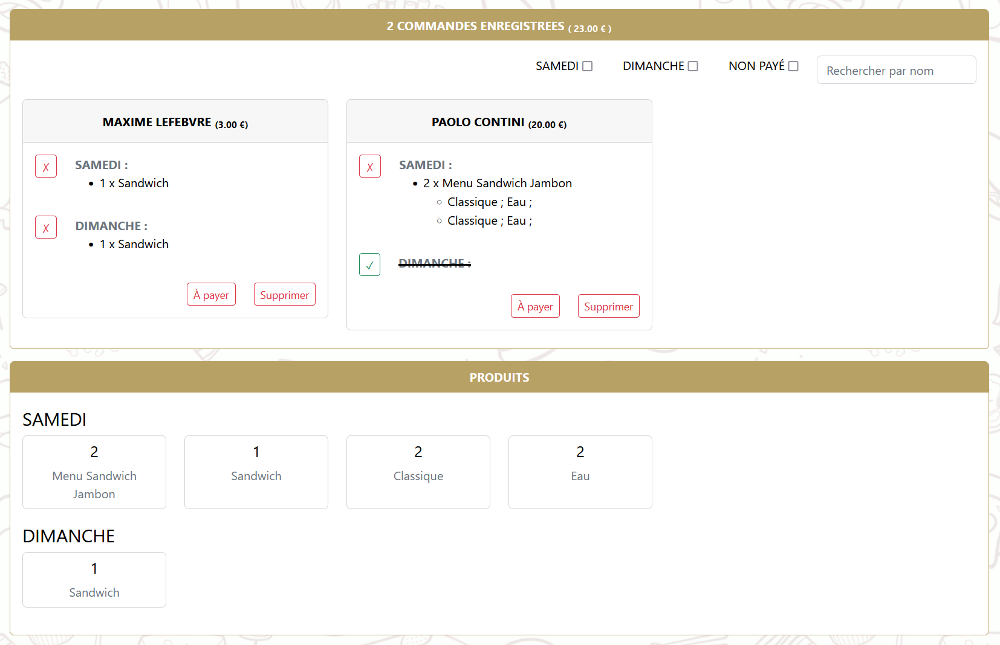 2 COMMANDES ENREGISTREES ( 23.00 € )
SAMEDI
DIMANCHE
NON PAYÉ
Rechercher par nom
MAXIME LEFEBVRE (3.00 €)
✗
SAMEDI :
• 1 x Sandwich
✗
DIMANCHE :
• 1 x Sandwich
À payer
Supprimer
PAOLO CONTINI (20.00 €)
✗
SAMEDI :
• 2 x Menu Sandwich Jambon
○ Classique ; Eau ;
○ Classique ; Eau ;
✓
DIMANCHE :
À payer
Supprimer
PRODUITS
SAMEDI
2
Menu Sandwich
Jambon
1
Sandwich
2
Classique
2
Eau
DIMANCHE
1
Sandwich